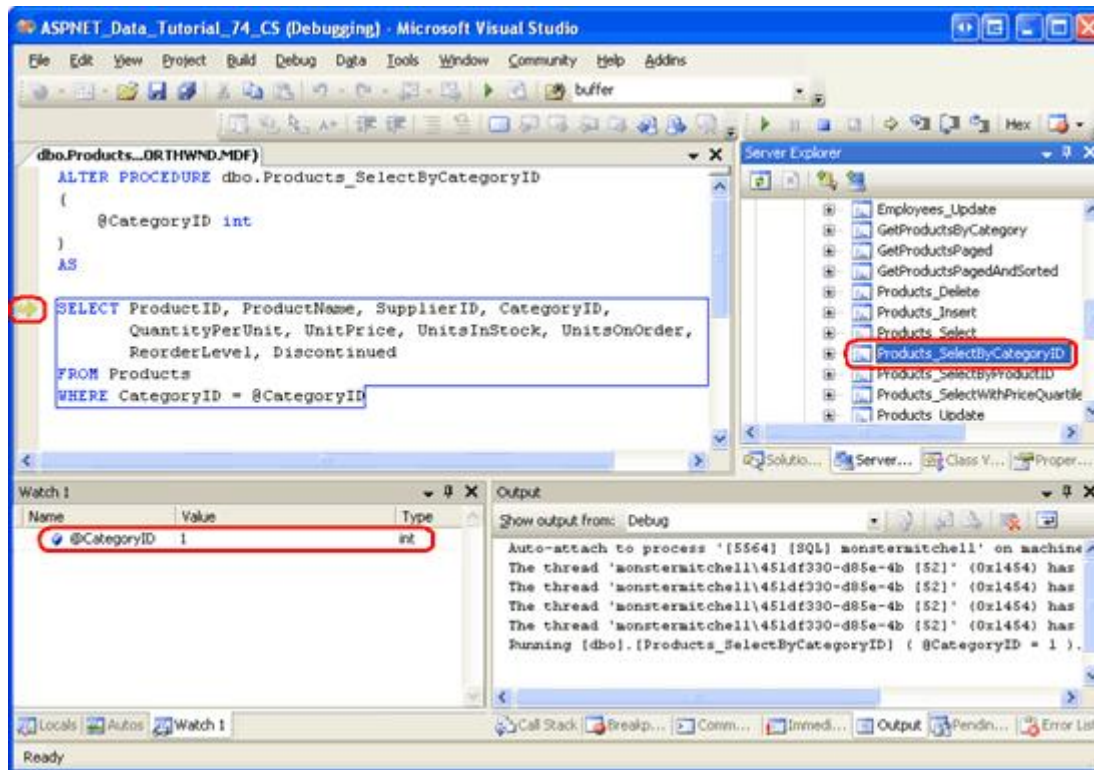 ASPNET_Data_Tutorial_74_CS (Debugging) - Microsoft Visual Studio
File Edit View Project Build Debug Data Tools Window Community Help Addins
buffer
Hex
dbo.Products...ORTHWND.MDF)
ALTER PROCEDURE dbo.Products_SelectByCategoryID
(
@CategoryID int
)
AS
SELECT ProductID, ProductName, SupplierID, CategoryID,
QuantityPerUnit, UnitPrice, UnitsInStock, UnitsOnOrder,
ReorderLevel, Discontinued
FROM Products
WHERE CategoryID = @CategoryID
Server Explorer
Employees_Update
GetProductsByCategory
GetProductsPaged
GetProductsPagedAndSorted
Products_Delete
Products_Insert
Products_Select
Products_SelectByCategoryID
Products_SelectByProductID
Products_SelectWithPriceQuartile
Products_Update
Solutio... Server... Class V... Proper...
Watch 1
Name Value Type
@CategoryID 1 int
Locals Autos Watch 1
Output
Show output from: Debug
Auto-attach to process '[5564] [SQL] monstermitchell' on machine
The thread 'monstermitchell\451df330-d85e-4b [52]' (0x1454) has
The thread 'monstermitchell\451df330-d85e-4b [52]' (0x1454) has
The thread 'monstermitchell\451df330-d85e-4b [52]' (0x1454) has
The thread 'monstermitchell\451df330-d85e-4b [52]' (0x1454) has
Running [dbo].[Products_SelectByCategoryID] ( @CategoryID = 1 ).
Call Stack Breakp... Comm... Immed... Output Pendin... Error List
Ready